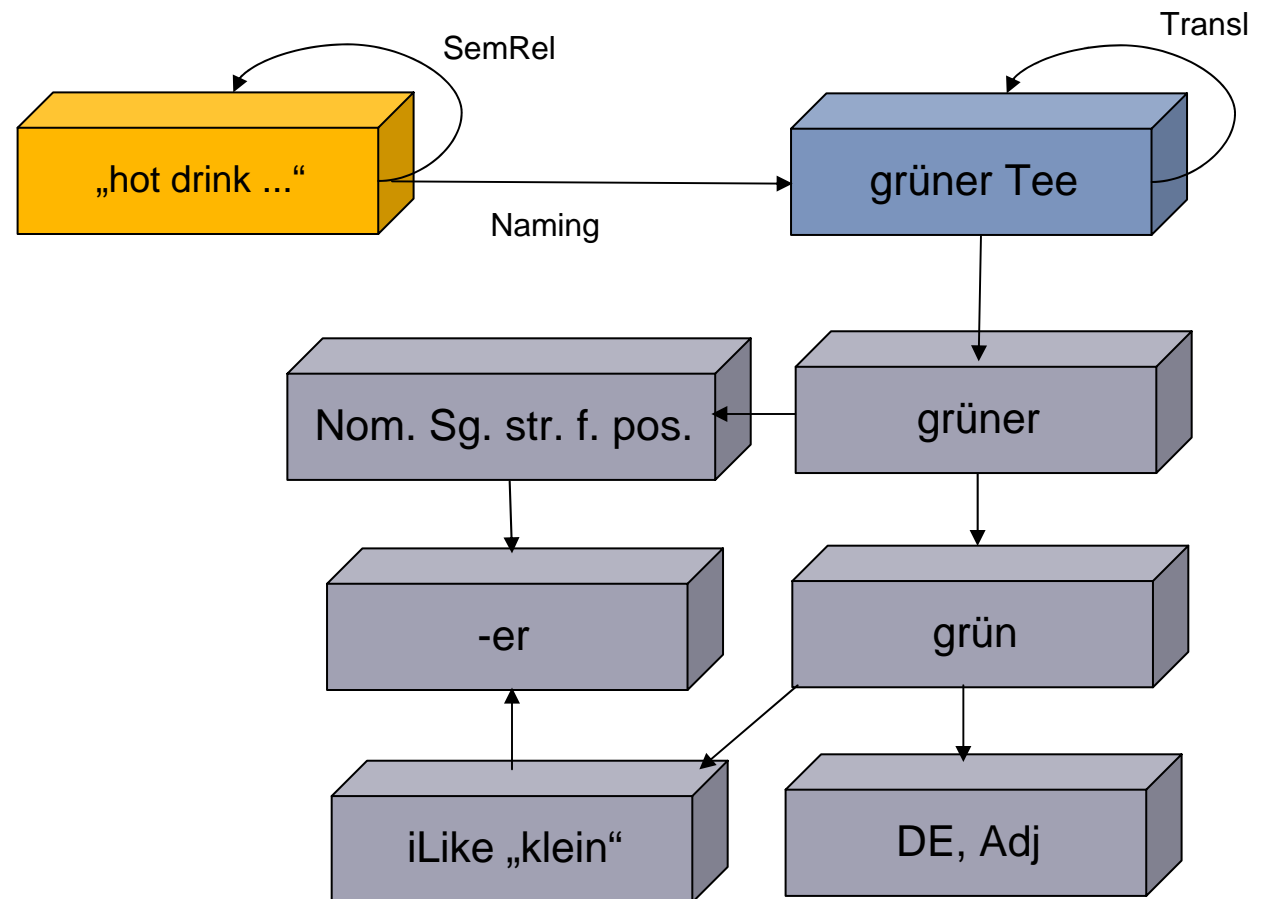 Transl
SemRel
„hot drink ...“
grüner Tee
Naming
Nom. Sg. str. f. pos.
grüner
-er
grün
iLike „klein“
DE, Adj